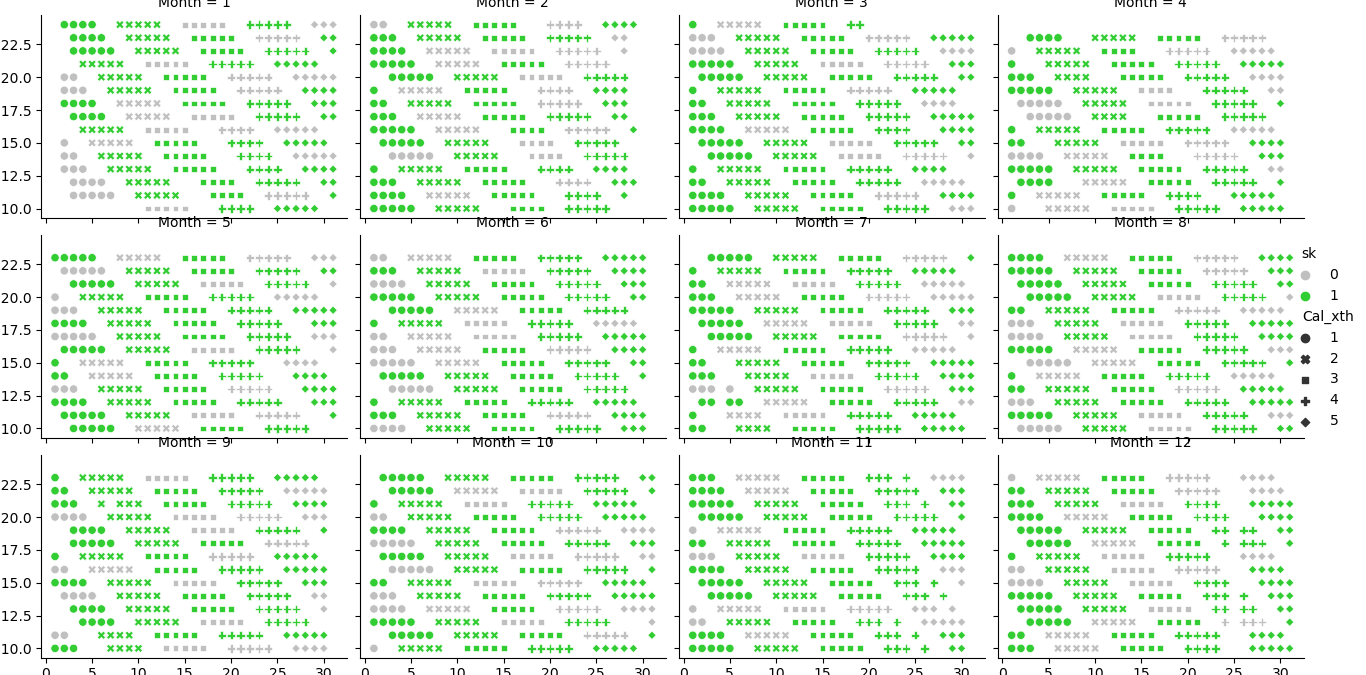 Month = 1
Month = 2
Month = 3
Month = 4
22.5
20.0
17.5
15.0
12.5
10.0
Month = 5
Month = 6
Month = 7
Month = 8
22.5
20.0
17.5
15.0
12.5
10.0
sk
0
1
Cal_xth
1
2
3
4
5
Month = 9
Month = 10
Month = 11
Month = 12
22.5
20.0
17.5
15.0
12.5
10.0
0 5 10 15 20 25 30 0 5 10 15 20 25 30 0 5 10 15 20 25 30 0 5 10 15 20 25 30